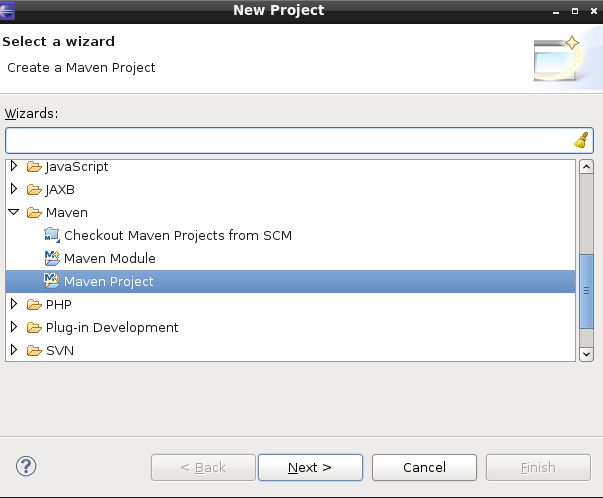 New Project
Select a wizard
Create a Maven Project
Wizards:
JavaScript
JAXB
Maven
Checkout Maven Projects from SCM
Maven Module
Maven Project
PHP
Plug-in Development
SVN
? < Back Next > Cancel Finish